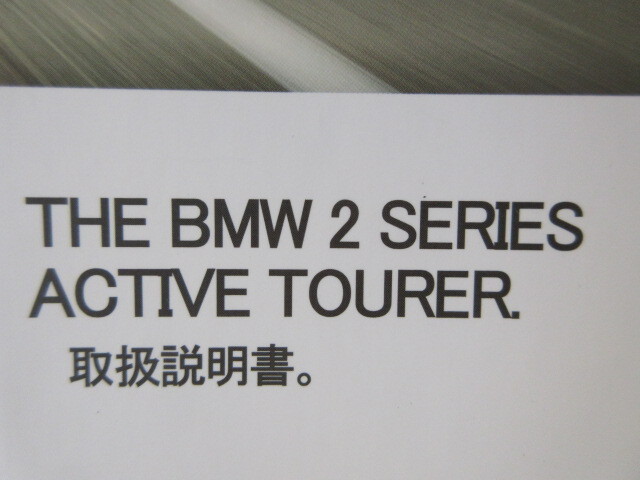 THE BMW 2 SERIES
ACTIVE TOURER.
取扱説明書。